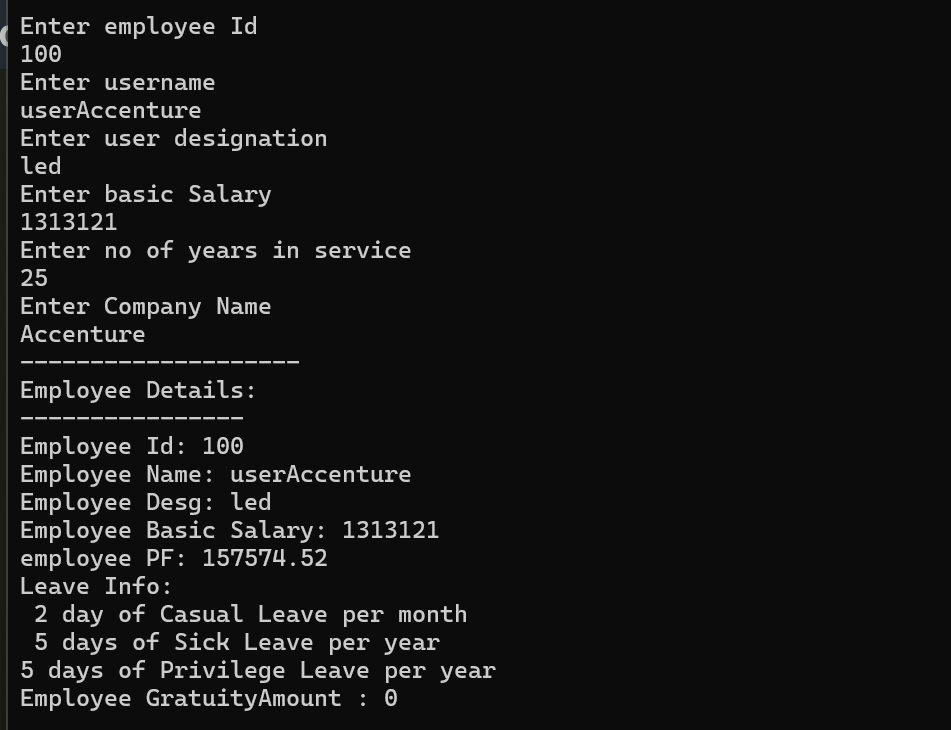 Enter employee Id
100
Enter username
userAccenture
Enter user designation
led
Enter basic Salary
1313121
Enter no of years in service
25
Enter Company Name
Accenture
--------------------
Employee Details:
----------------
Employee Id: 100
Employee Name: userAccenture
Employee Desg: led
Employee Basic Salary: 1313121
employee PF: 157574.52
Leave Info:
 2 day of Casual Leave per month
 5 days of Sick Leave per year
5 days of Privilege Leave per year
Employee GratuityAmount : 0